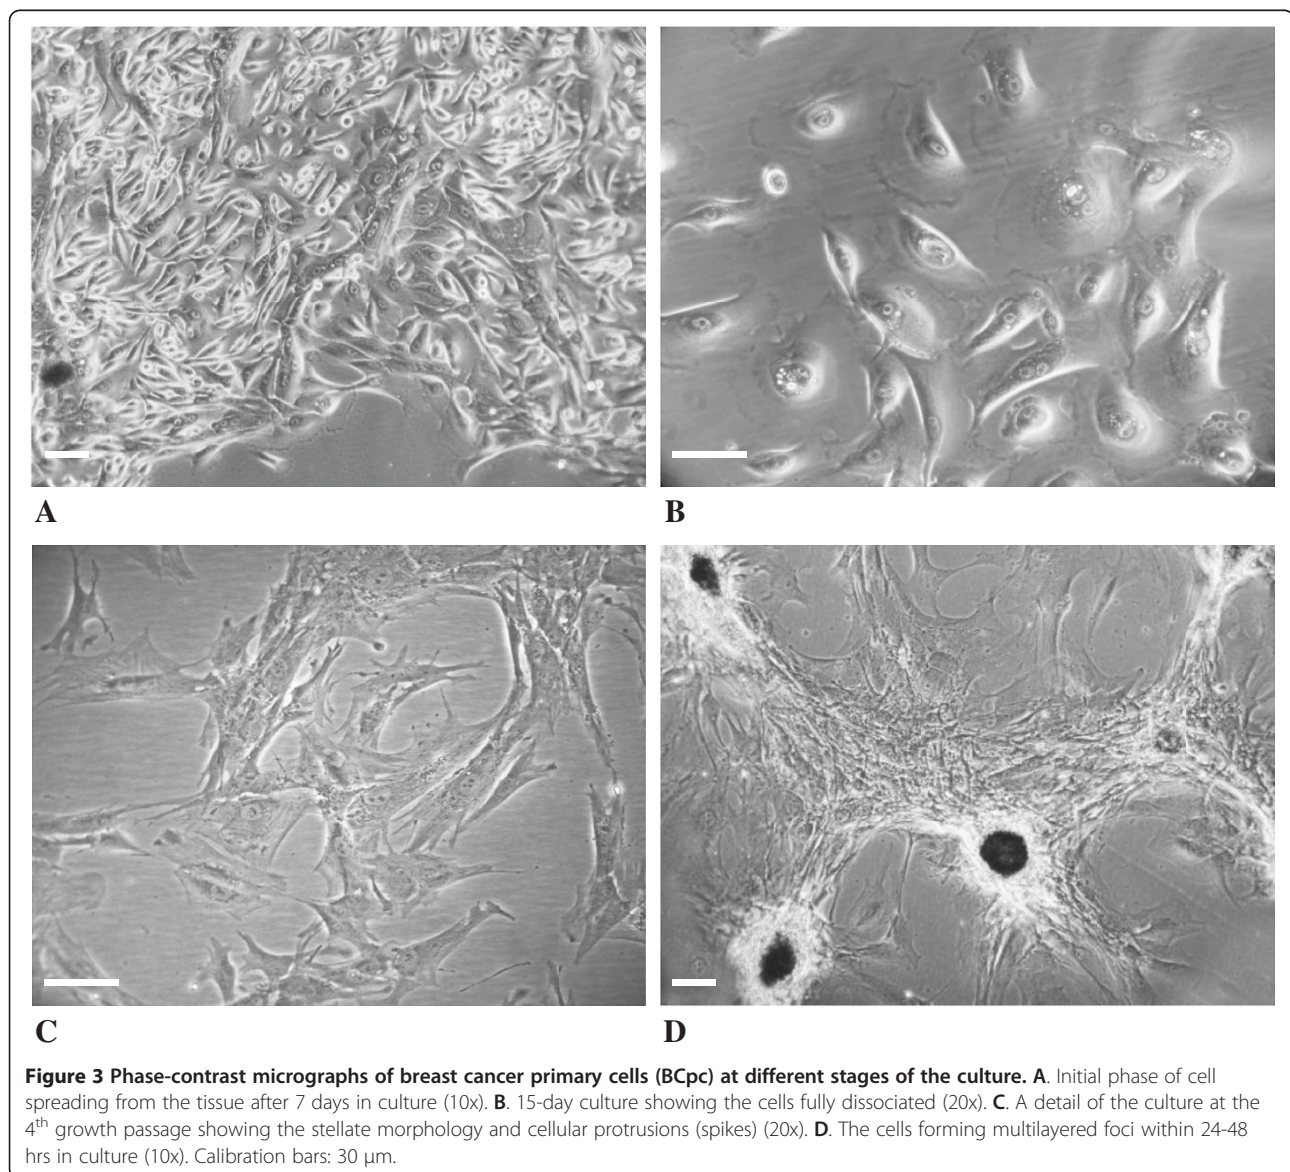 A
B
C
D
Figure 3 Phase-contrast micrographs of breast cancer primary cells (BCpc) at different stages of the culture. A. Initial phase of cell
spreading from the tissue after 7 days in culture (10x). B. 15-day culture showing the cells fully dissociated (20x). C. A detail of the culture at the
4th growth passage showing the stellate morphology and cellular protrusions (spikes) (20x). D. The cells forming multilayered foci within 24-48
hrs in culture (10x). Calibration bars: 30 μm.